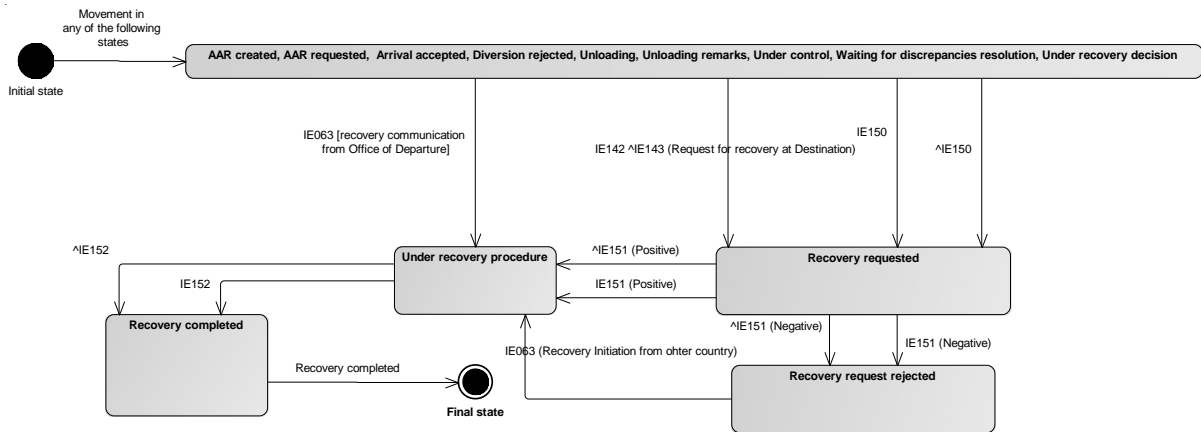 Movement in
any of the following
states
AAR created, AAR requested,  Arrival accepted, Diversion rejected, Unloading, Unloading remarks, Under control, Waiting for discrepancies resolution, Under recovery decision
Initial state
IE063 [recovery communication
from Office of Departure]
IE142 ^IE143 (Request for recovery at Destination)
IE150
^IE150
^IE152
IE152
Under recovery procedure
^IE151 (Positive)
IE151 (Positive)
Recovery requested
Recovery completed
^IE151 (Negative)
IE151 (Negative)
IE063 (Recovery Initiation from ohter country)
Recovery completed
Recovery request rejected
Final state